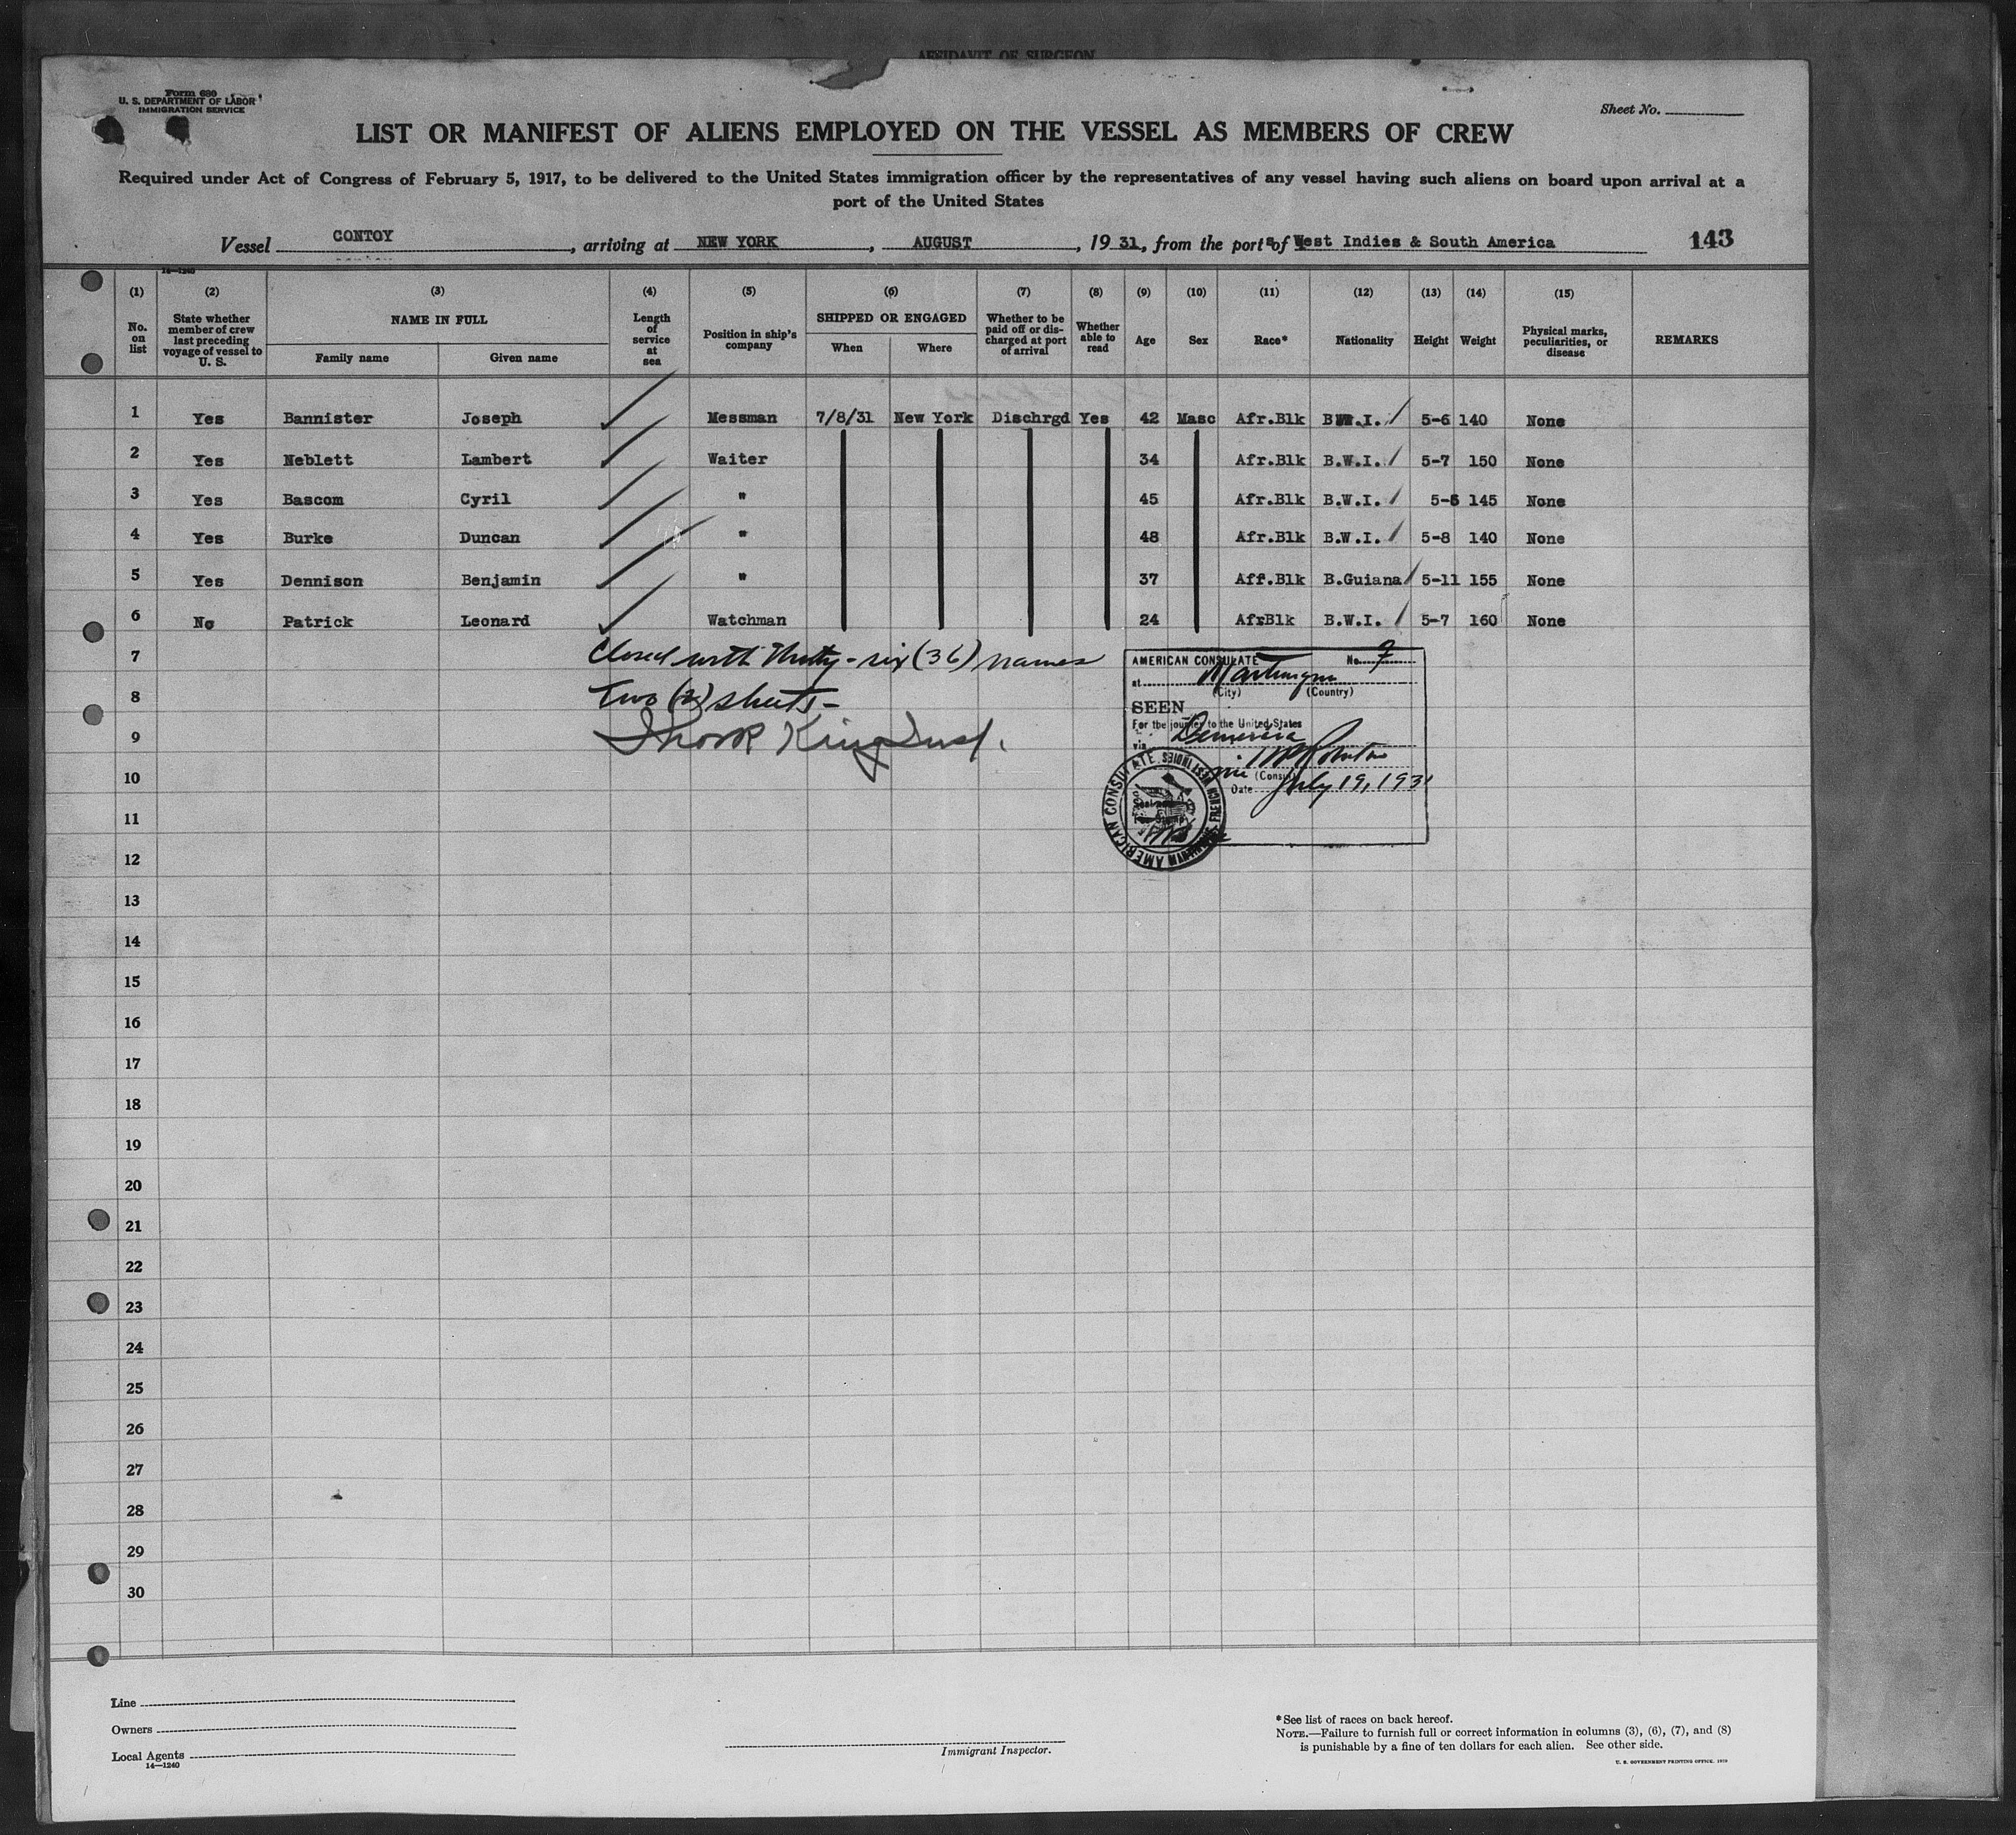 AFFIDAVIT OF SURGEON
Form 680
U. S. DEPARTMENT OF LABOR
IMMIGRATION SERVICE
Sheet No.
LIST OR MANIFEST OF ALIENS EMPLOYED ON THE VESSEL AS MEMBERS OF CREW
Required under Act of Congress of February 5, 1917, to be delivered to the United States immigration officer by the representatives of any vessel having such aliens on board upon arrival at a
port of the United States
Vessel CONTOY, arriving at NEW YORK, AUGUST, 19 31, from the ports of West Indies & South America 143
14—1240
(1) (2) (3) (4) (5) (6) (7) (8) (9) (10) (11) (12) (13) (14) (15)
No. on list
State whether member of crew last preceding voyage of vessel to U. S.
NAME IN FULL
Family name
Given name
Length of service at sea
Position in ship's company
SHIPPED OR ENGAGED
When
Where
Whether to be paid off or discharged at port of arrival
Whether able to read
Age
Sex
Race*
Nationality
Height
Weight
Physical marks, peculiarities, or disease
REMARKS
1 Yes Bannister Joseph Messman 7/8/31 New York Dischrgd Yes 42 Masc Afr.Blk B.W.I. 5-6 140 None
2 Yes Neblett Lambert Waiter 34 Afr.Blk B.W.I. 5-7 150 None
3 Yes Bascom Cyril " 45 Afr.Blk B.W.I. 145 None
4 Yes Burke Duncan " 48 Afr.Blk B.W.I. 5-8 140 None
5 Yes Dennison Benjamin " 37 Aff.Blk B.Guiana 5-11 155 None
6 No Patrick Leonard Watchman 24 AfrBlk B.W.I. 5-7 160 None
7
Closed with Thirty-six (36) names
8
Two (2) sheets-
9
10
11
12
13
14
15
16
17
18
19
20
21
22
23
24
25
26
27
28
29
30
AMERICAN CONSULATE No. 7
at Martinique
(City) (Country)
SEEN
For the journey to the United States
via Demerara
(Consul)
Date July 19, 1931
AMERICAN CONSULATE
FRENCH WEST INDIES
Line
Owners
Local Agents
14—1240
Immigrant Inspector.
*See list of races on back hereof.
NOTE.—Failure to furnish full or correct information in columns (3), (6), (7), and (8)
is punishable by a fine of ten dollars for each alien. See other side.
U. S. GOVERNMENT PRINTING OFFICE